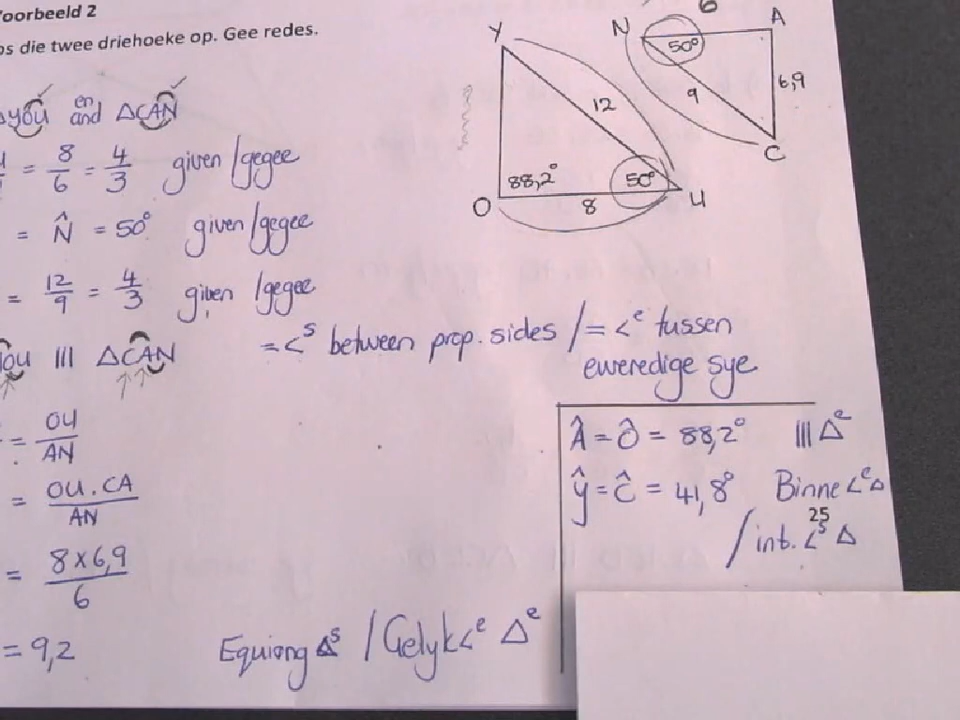 Voorbeeld 2
os die twee driehoeke op. Gee redes.
ΔYOU en and ΔCAN
= 8/6 = 4/3 given/gegee
= N̂ = 50° given/gegee
= 12/9 = 4/3 given /gegee
YOU ||| ΔCAN = <s between prop. sides / = <e tussen eweredige sye
= OU/AN
= OU.CA/AN
= 8×6,9/6
= 9,2 Equiang Δs / Gelyk<e Δe
Â = Ô = 88,2° |||Δe
Ŷ = Ĉ = 41,8° Binne <e Δ
/ int. <s Δ
25
Y
12
88,2°
50°
O
8
U
N
6
A
50°
9
6,9
C